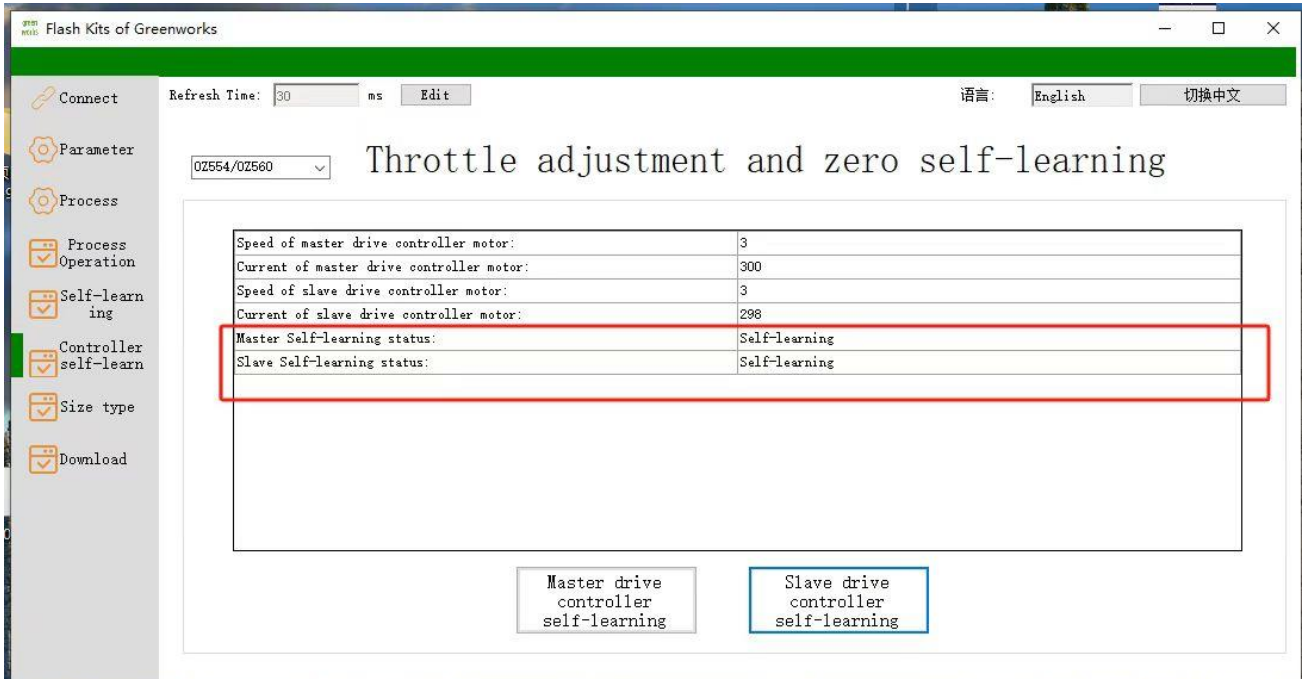 green works Flash Kits of Greenworks
Connect
Refresh Time: 30 ms Edit
语言: English 切换中文
Parameter
OZ554/OZ560
Throttle adjustment and zero self-learning
Process
Process
Operation
Self-learn
ing
Controller
self-learn
Size type
Download
Speed of master drive controller motor: 3
Current of master drive controller motor: 300
Speed of slave drive controller motor: 3
Current of slave drive controller motor: 298
Master Self-learning status: Self-learning
Slave Self-learning status: Self-learning
Master drive
controller
self-learning
Slave drive
controller
self-learning